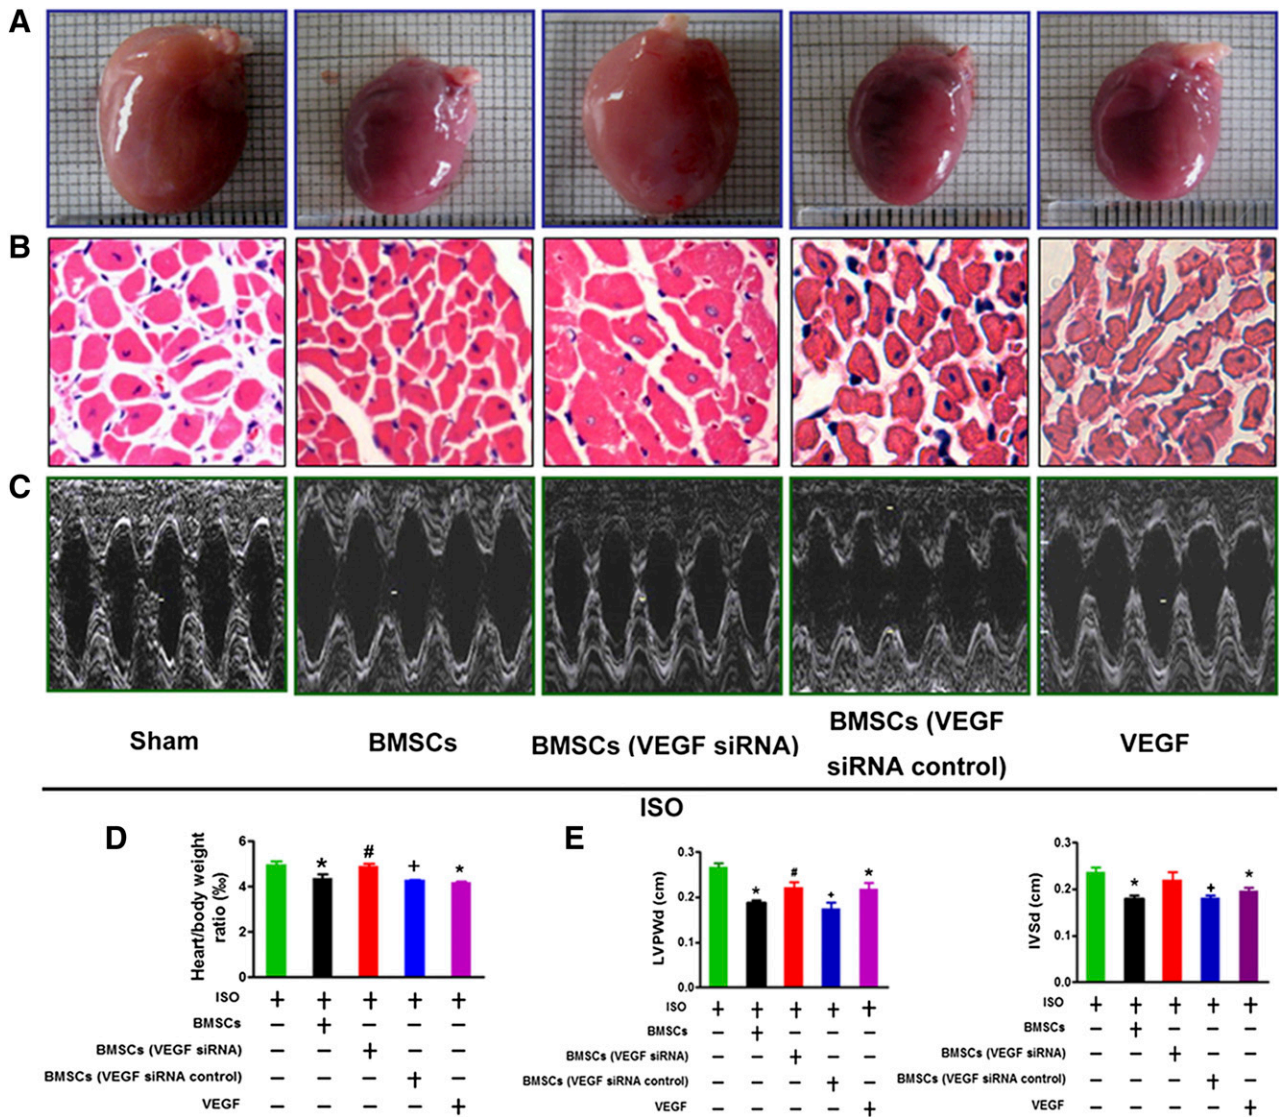 A
B
C
Sham
BMSCs
BMSCs (VEGF siRNA)
BMSCs (VEGF
siRNA control)
VEGF
ISO
D
Heart/body weight
ratio (‰)
6
4
2
0
*
#
+
*
ISO + + + + +
BMSCs – + – – –
BMSCs (VEGF siRNA) – – + – –
BMSCs (VEGF siRNA control) – – – + –
VEGF – – – – +
E
LVPWd (cm)
0.3
0.2
0.1
0.0
*
#
+
*
ISO + + + + +
BMSCs – + – – –
BMSCs (VEGF siRNA) – – + – –
BMSCs (VEGF siRNA control) – – – + –
VEGF – – – – +
IVSd (cm)
0.3
0.2
0.1
0.0
*
+
*
ISO + + + + +
BMSCs – + – – –
BMSCs (VEGF siRNA) – – + – –
BMSCs (VEGF siRNA control) – – – + –
VEGF – – – – +